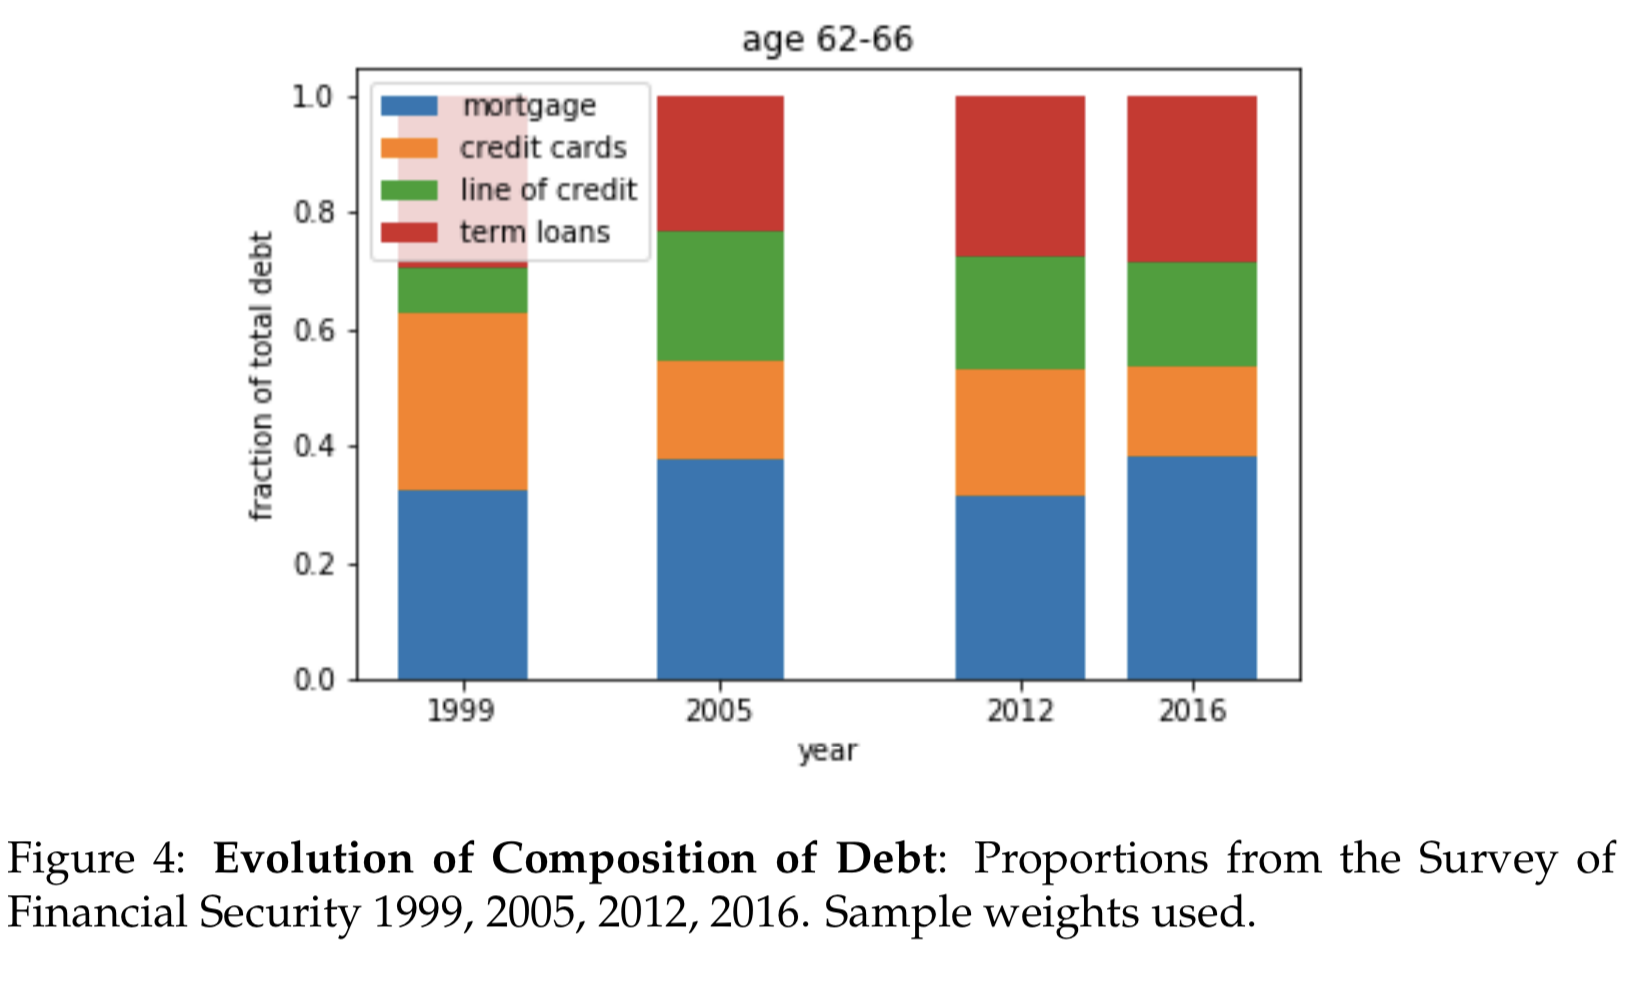 age 62-66
mortgage
credit cards
line of credit
term loans
1.0
0.8
0.6
0.4
0.2
0.0
fraction of total debt
1999 2005 2012 2016
year
Figure 4: Evolution of Composition of Debt: Proportions from the Survey of
Financial Security 1999, 2005, 2012, 2016. Sample weights used.